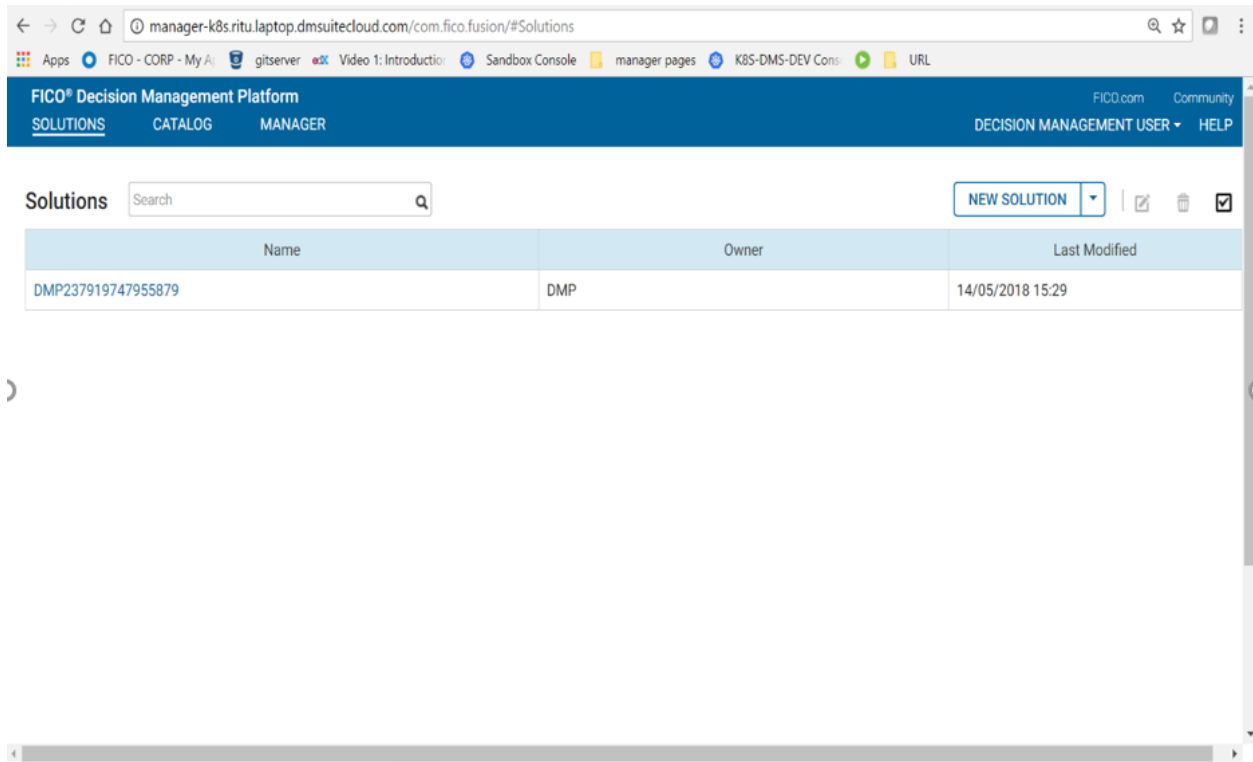 manager-k8s.ritu.laptop.dmsuitecloud.com/com.fico.fusion/#Solutions
Apps FICO - CORP - My A gitserver edX Video 1: Introductio Sandbox Console manager pages K8S-DMS-DEV Cons URL
FICO® Decision Management Platform FICO.com Community
SOLUTIONS CATALOG MANAGER DECISION MANAGEMENT USER HELP
Solutions Search NEW SOLUTION
Name Owner Last Modified
DMP237919747955879 DMP 14/05/2018 15:29